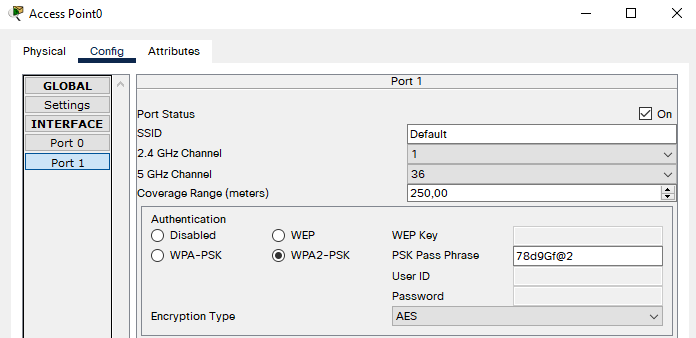 Access Point0
Physical Config Attributes
GLOBAL
Settings
INTERFACE
Port 0
Port 1
Port 1
Port Status On
SSID Default
2.4 GHz Channel 1
5 GHz Channel 36
Coverage Range (meters) 250,00
Authentication
Disabled WEP WEP Key
WPA-PSK WPA2-PSK PSK Pass Phrase 78d9Gf@2
User ID
Password
Encryption Type AES